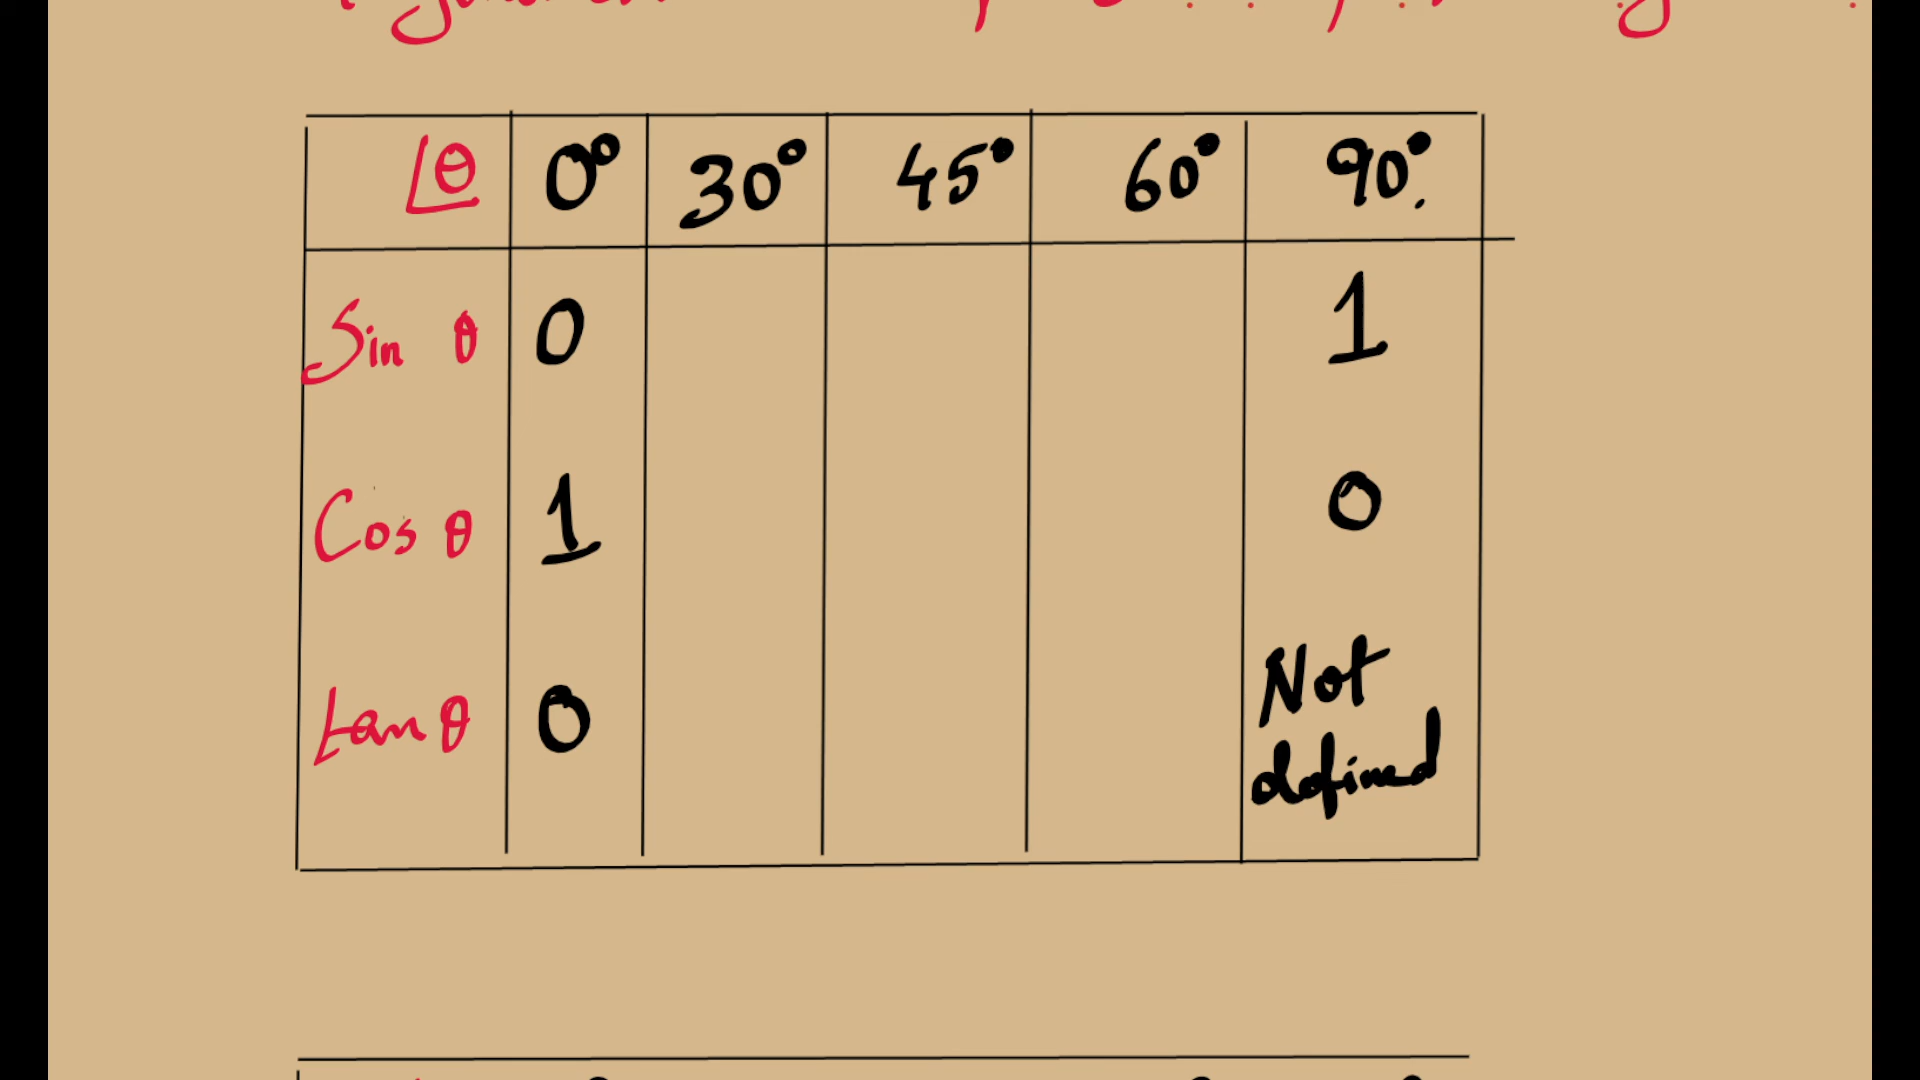 ∠θ 0° 30° 45° 60° 90°.
Sin θ 0 1
Cos θ 1 0
tan θ 0 Not defined